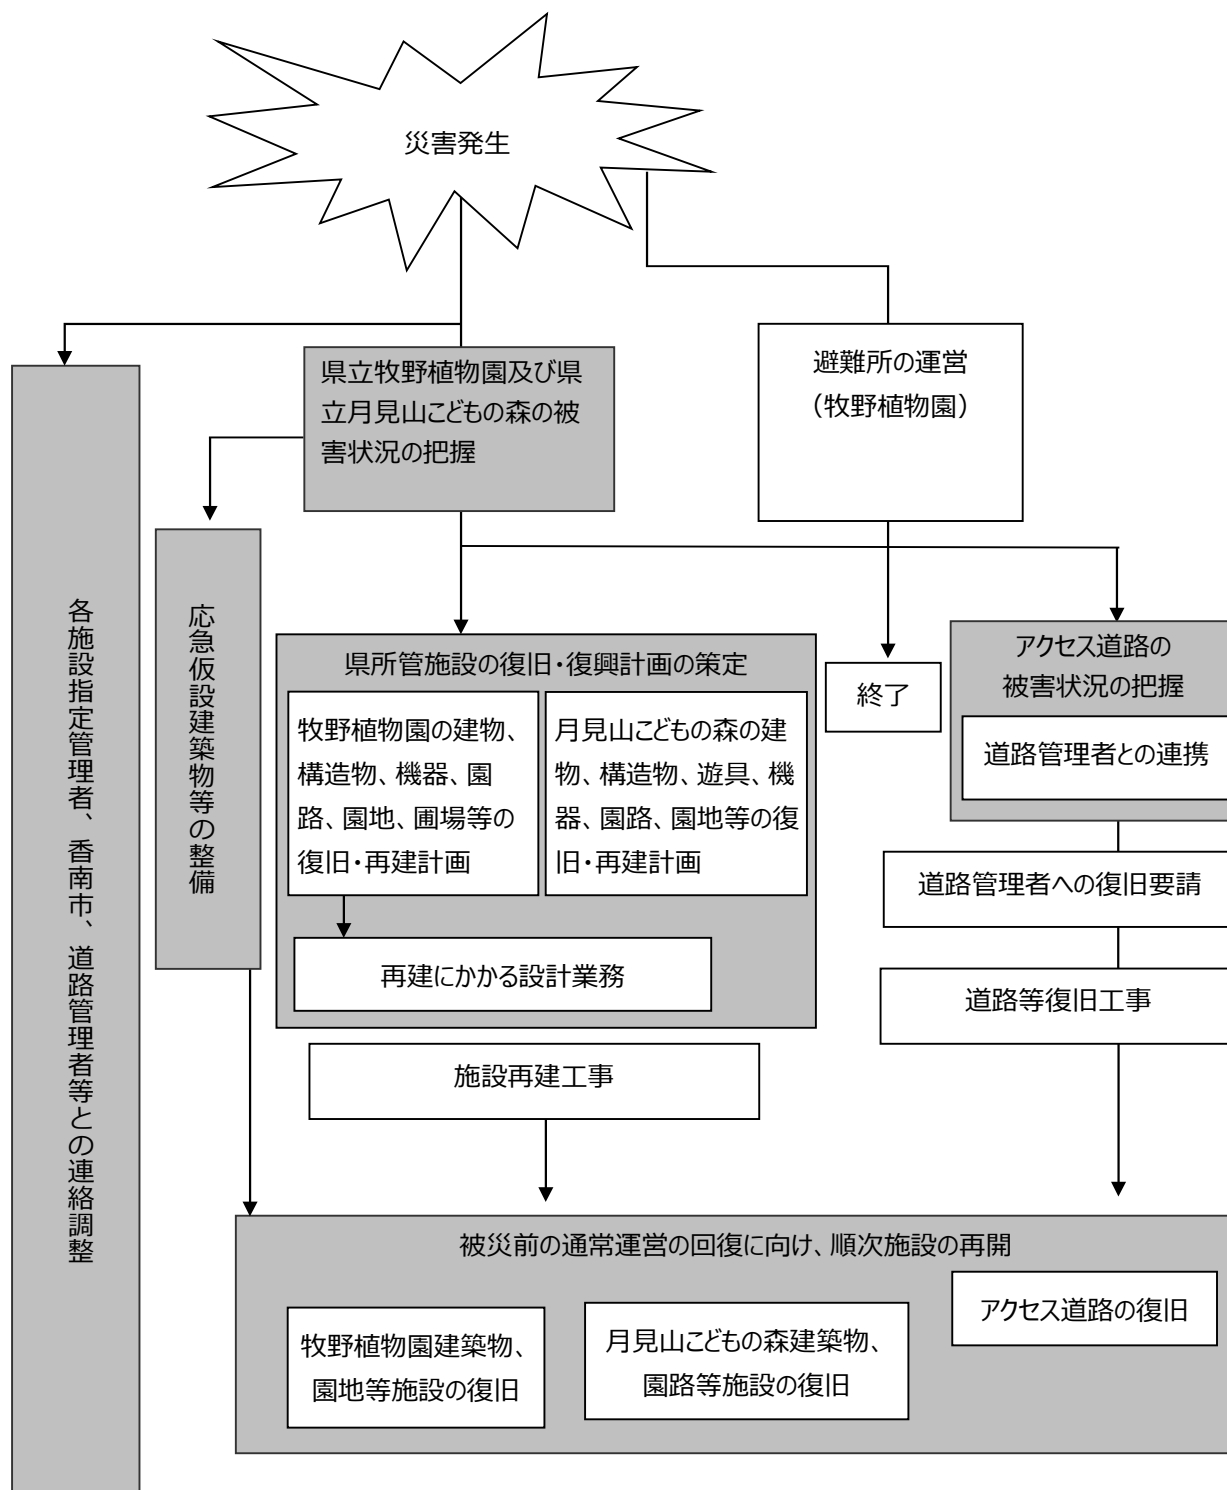 災害発生
県立牧野植物園及び県
立月見山こどもの森の被
害状況の把握
避難所の運営
（牧野植物園）
各施設指定管理者、香南市、道路管理者等との連絡調整
応急仮設建築物等の整備
県所管施設の復旧・復興計画の策定
牧野植物園の建物、
構造物、機器、園
路、園地、圃場等の
復旧・再建計画
月見山こどもの森の建
物、構造物、遊具、機
器、園路、園地等の復
旧・再建計画
再建にかかる設計業務
終了
アクセス道路の
被害状況の把握
道路管理者との連携
道路管理者への復旧要請
道路等復旧工事
施設再建工事
被災前の通常運営の回復に向け、順次施設の再開
牧野植物園建築物、
園地等施設の復旧
月見山こどもの森建築物、
園路等施設の復旧
アクセス道路の復旧